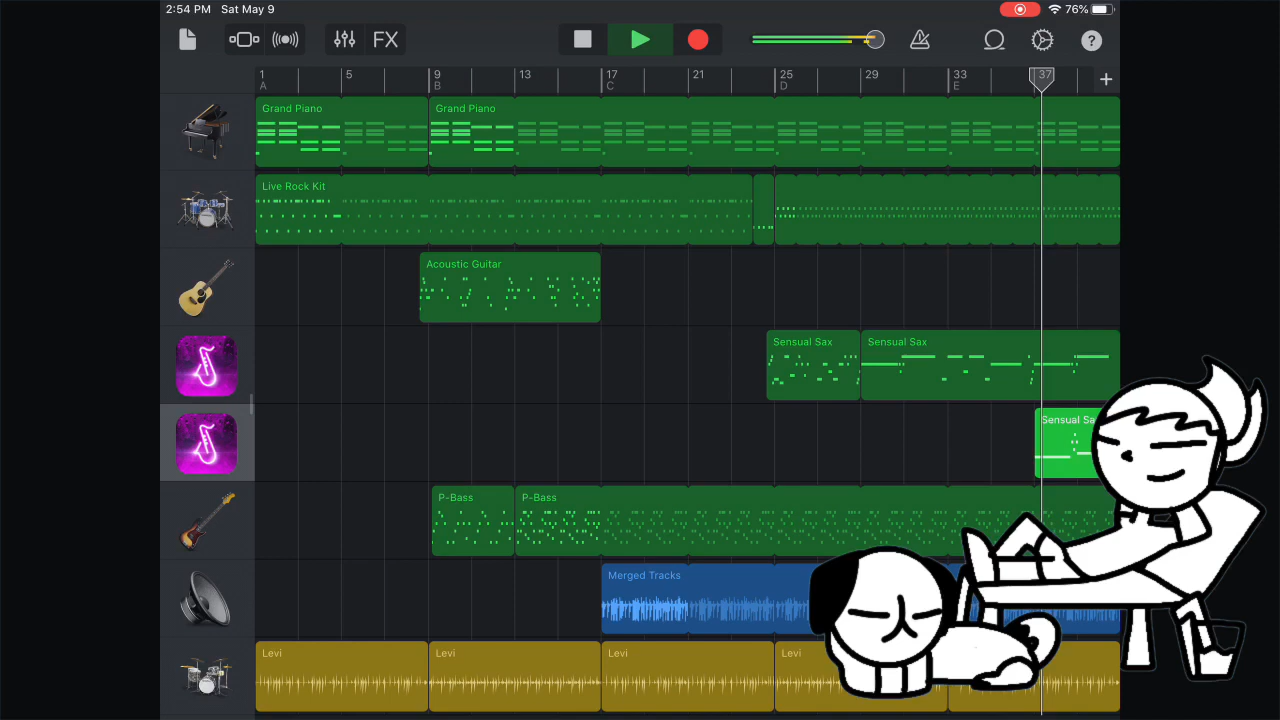 2:54 PM Sat May 9
76%
FX
?
1 5 9 13 17 21 25 29 33 37 +
A B C D E
Grand Piano Grand Piano
Live Rock Kit
Acoustic Guitar
Sensual Sax Sensual Sax
Sensual Sa
P-Bass P-Bass
Merged Tracks
Levi Levi Levi Levi